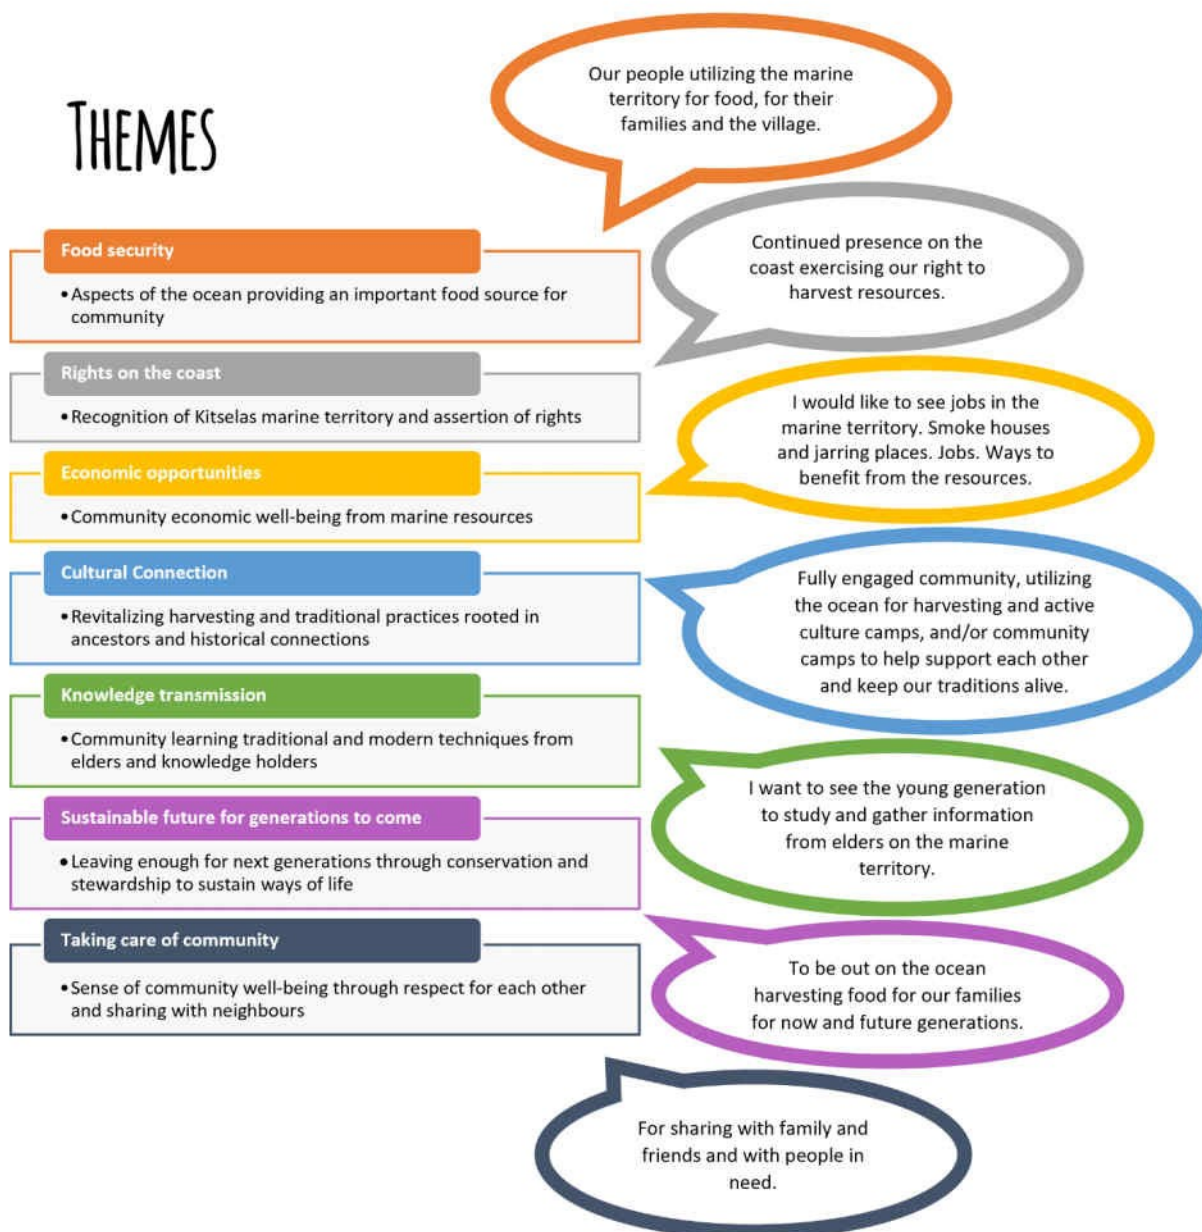 THEMES
Our people utilizing the marine
territory for food, for their
families and the village.
Food security
•Aspects of the ocean providing an important food source for
community
Continued presence on the
coast exercising our right to
harvest resources.
Rights on the coast
•Recognition of Kitselas marine territory and assertion of rights
I would like to see jobs in the
marine territory. Smoke houses
and jarring places. Jobs. Ways to
benefit from the resources.
Economic opportunities
•Community economic well-being from marine resources
Cultural Connection
•Revitalizing harvesting and traditional practices rooted in
ancestors and historical connections
Fully engaged community, utilizing
the ocean for harvesting and active
culture camps, and/or community
camps to help support each other
and keep our traditions alive.
Knowledge transmission
•Community learning traditional and modern techniques from
elders and knowledge holders
I want to see the young generation
to study and gather information
from elders on the marine
territory.
Sustainable future for generations to come
•Leaving enough for next generations through conservation and
stewardship to sustain ways of life
To be out on the ocean
harvesting food for our families
for now and future generations.
Taking care of community
•Sense of community well-being through respect for each other
and sharing with neighbours
For sharing with family and
friends and with people in
need.